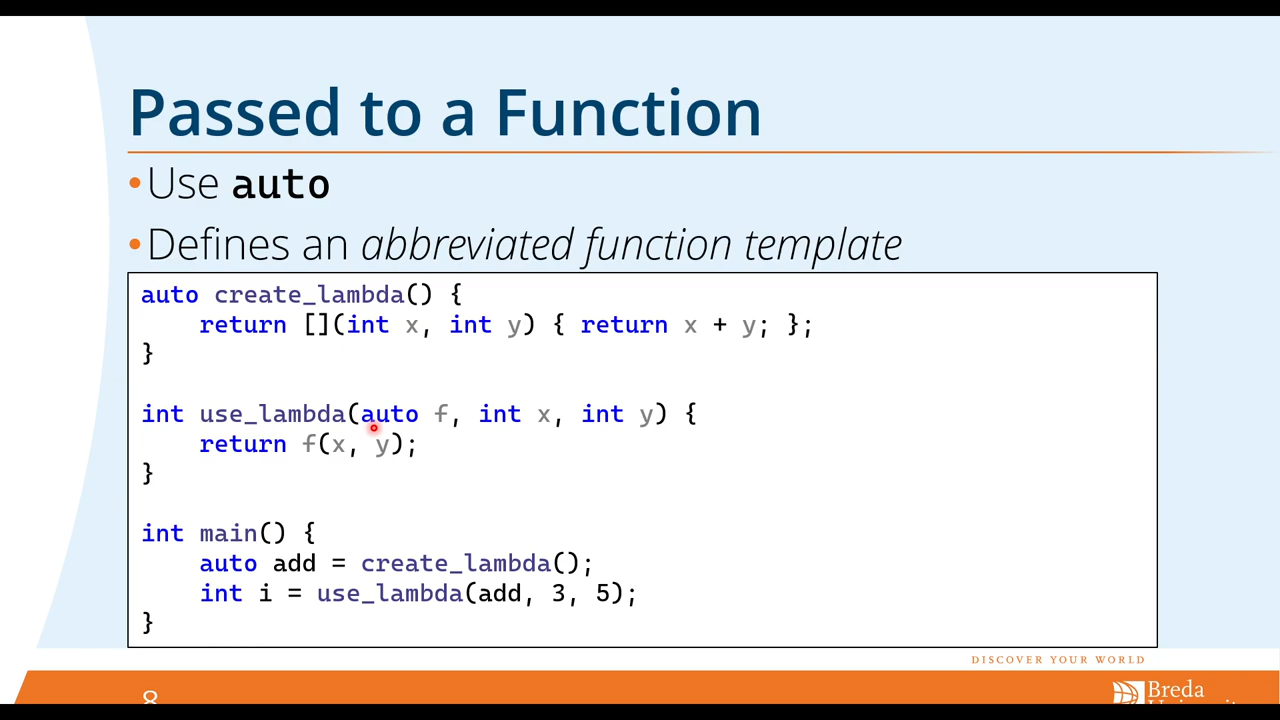 Passed to a Function
•Use auto
•Defines an abbreviated function template
auto create_lambda() {
    return [](int x, int y) { return x + y; };
}
int use_lambda(auto f, int x, int y) {
    return f(x, y);
}
int main() {
    auto add = create_lambda();
    int i = use_lambda(add, 3, 5);
}
DISCOVER YOUR WORLD
8
Breda